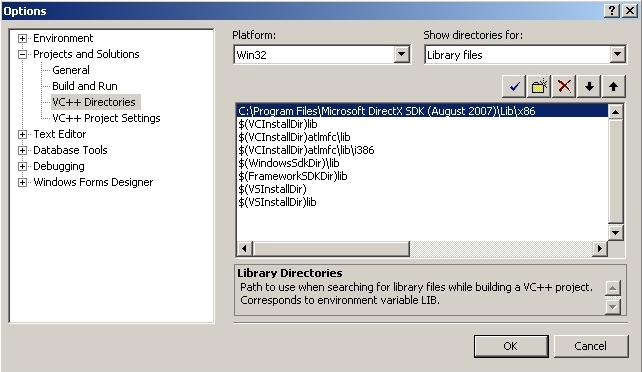 Options
Environment
Projects and Solutions
General
Build and Run
VC++ Directories
VC++ Project Settings
Text Editor
Database Tools
Debugging
Windows Forms Designer
Platform:
Show directories for:
Win32
Library files
C:\Program Files\Microsoft DirectX SDK (August 2007)\Lib\x86
$(VCInstallDir)lib
$(VCInstallDir)atlmfc\lib
$(VCInstallDir)atlmfc\lib\i386
$(WindowsSdkDir)\lib
$(FrameworkSDKDir)lib
$(VSInstallDir)
$(VSInstallDir)lib
Library Directories
Path to use when searching for library files while building a VC++ project.
Corresponds to environment variable LIB.
OK
Cancel